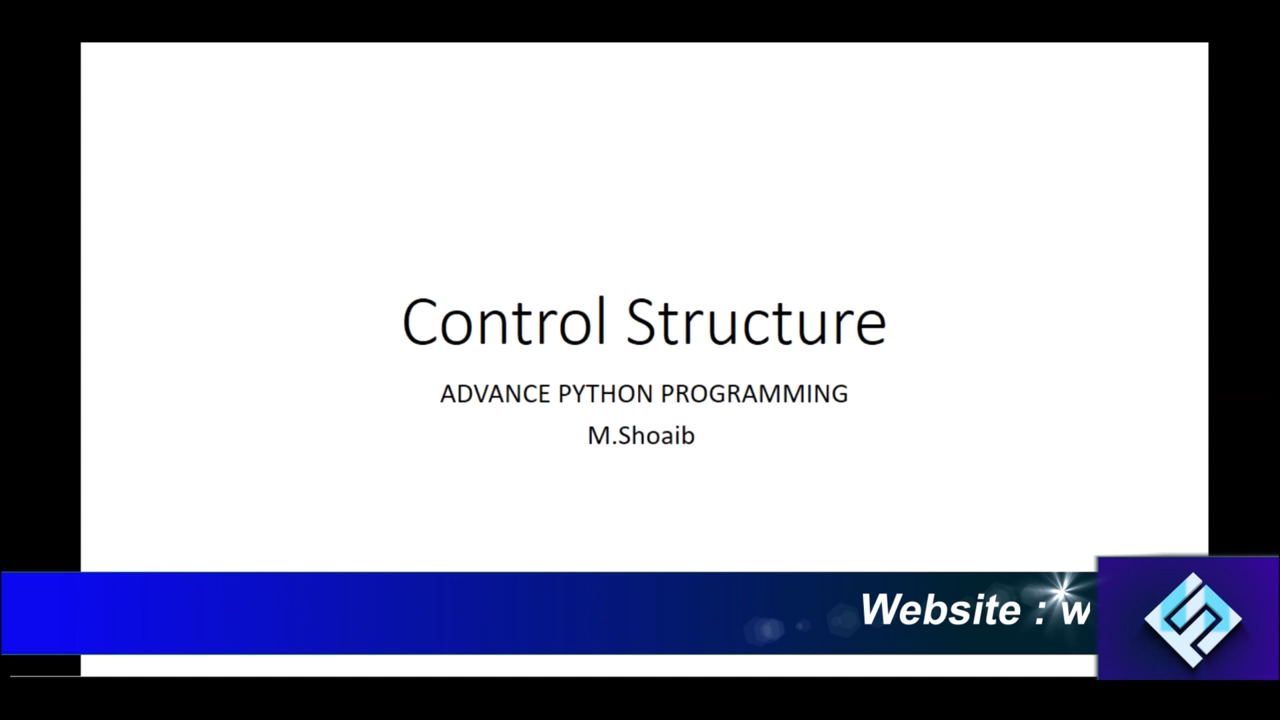 Control Structure
ADVANCE PYTHON PROGRAMMING
M.Shoaib
Website : w